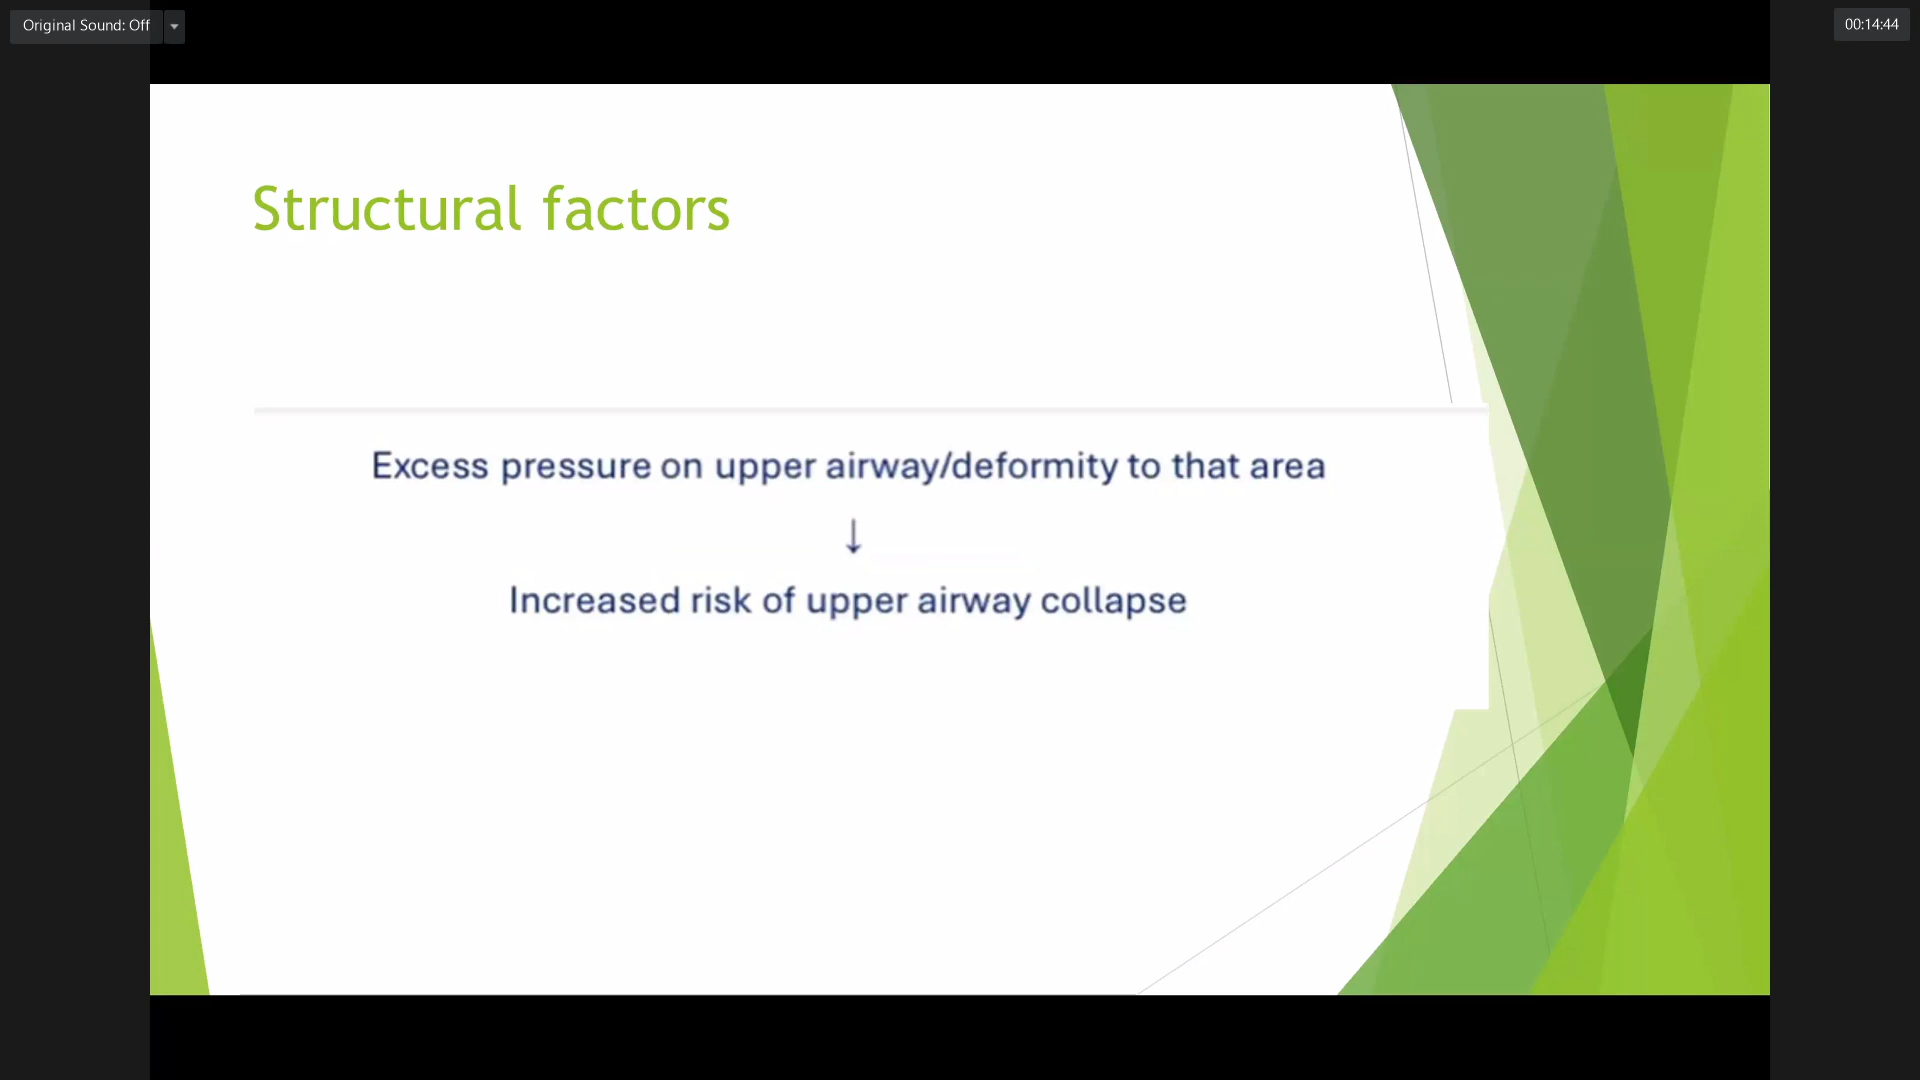 Original Sound: Off
00:14:44
Structural factors
Excess pressure on upper airway/deformity to that area
↓
Increased risk of upper airway collapse